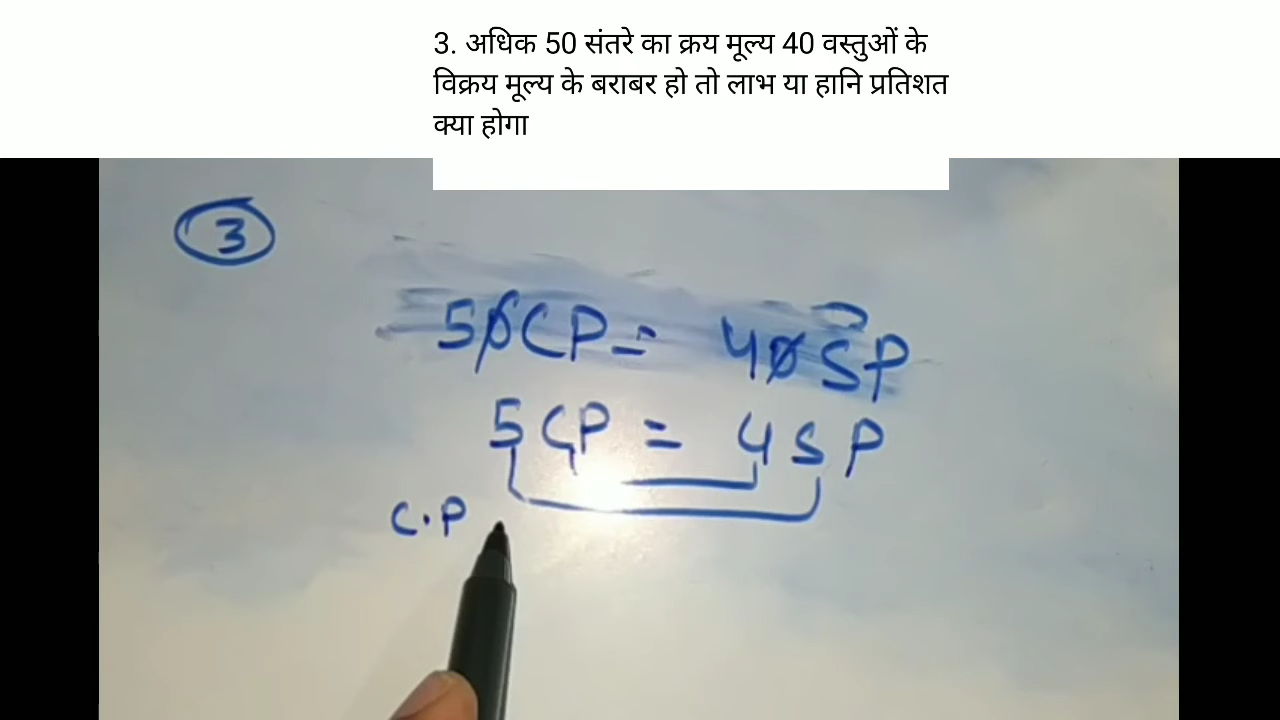 3. अधिक 50 संतरे का क्रय मूल्य 40 वस्तुओं के
विक्रय मूल्य के बराबर हो तो लाभ या हानि प्रतिशत
क्या होगा
3
50CP = 40SP
5CP = 4SP
C.P